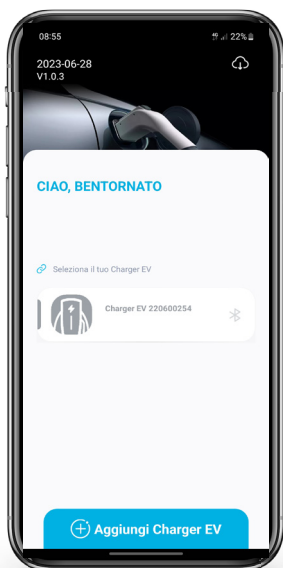 08:55
22%
2023-06-28
V1.0.3
CIAO, BENTORNATO
Seleziona il tuo Charger EV
Charger EV 220600254
Aggiungi Charger EV